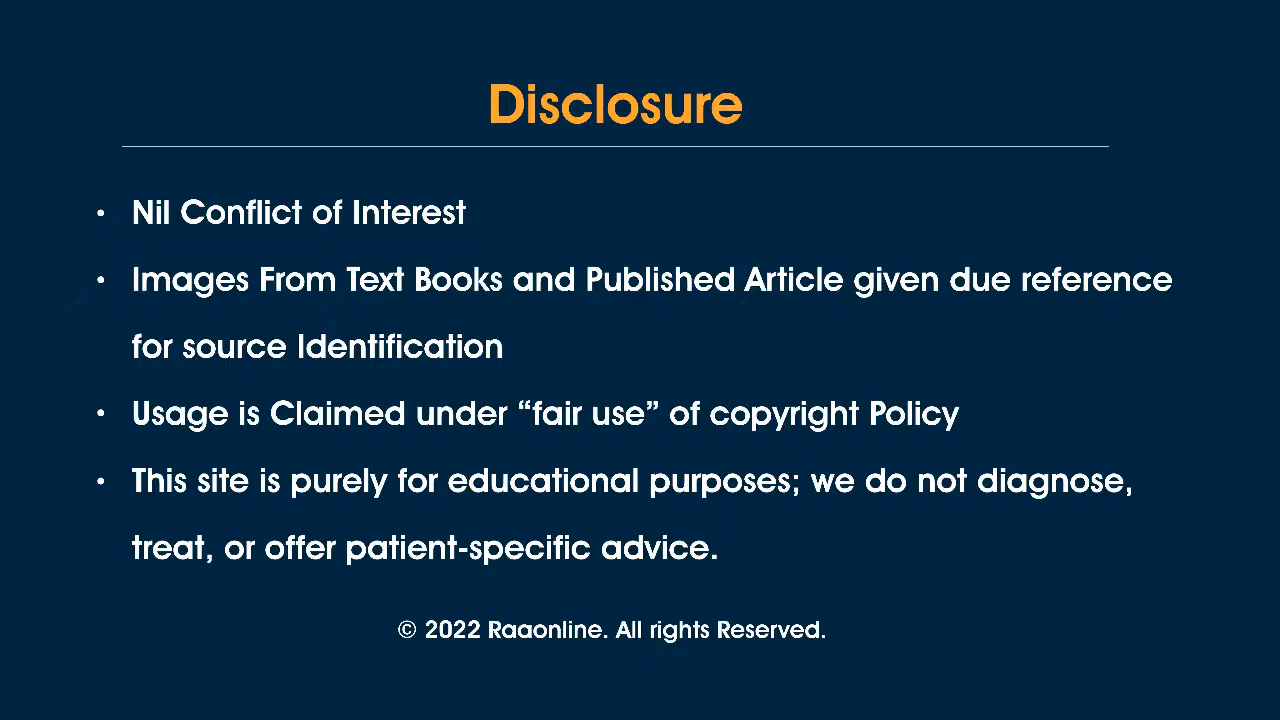 Disclosure
• Nil Conflict of Interest
• Images From Text Books and Published Article given due reference
for source Identification
• Usage is Claimed under “fair use” of copyright Policy
• This site is purely for educational purposes; we do not diagnose,
treat, or offer patient-specific advice.
© 2022 Raaonline. All rights Reserved.